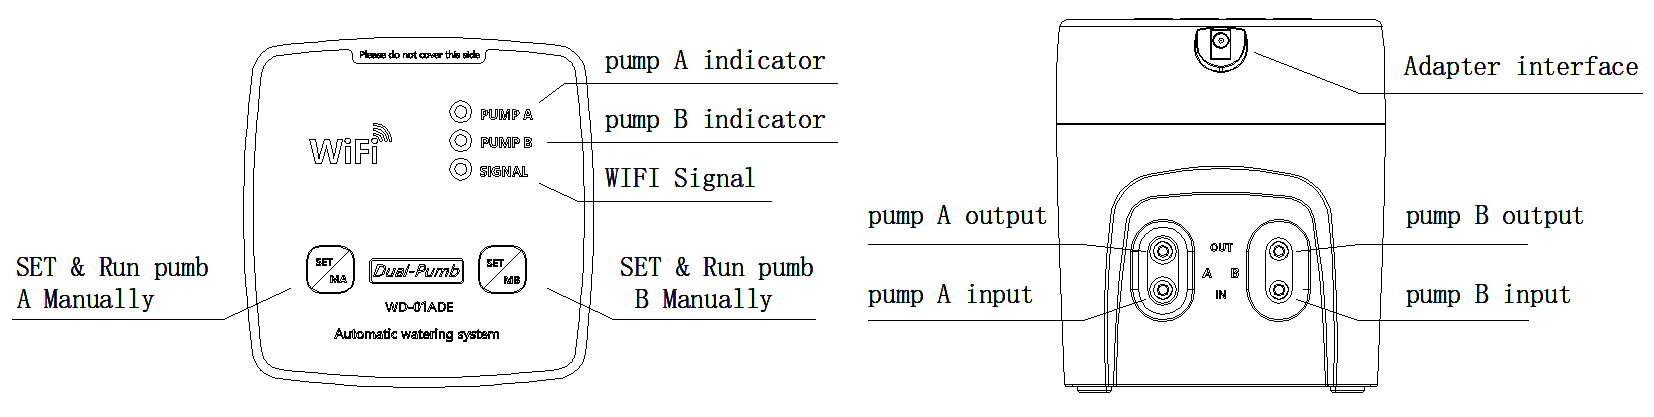 Please do not cover this side
WiFi
PUMP A
PUMP B
SIGNAL
pump A indicator
pump B indicator
WIFI Signal
SET & Run pumb
A Manually
SET
MA
Dual-Pumb
SET
MB
SET & Run pumb
B Manually
WD-01ADE
Automatic watering system
Adapter interface
pump A output
pump A input
OUT
A B
IN
pump B output
pump B input